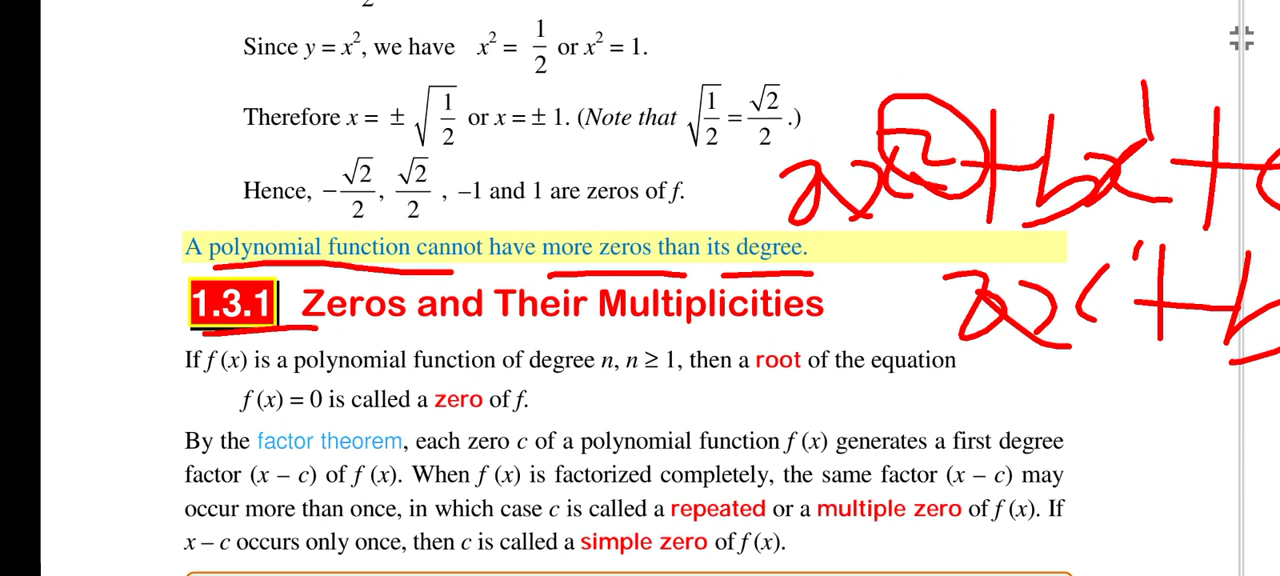 Since y = x², we have x² = 1/2 or x² = 1.
Therefore x = ± √(1/2) or x = ± 1. (Note that √(1/2) = √2/2.)
Hence, −√2/2, √2/2, −1 and 1 are zeros of f.
ax² + bx¹ +
A polynomial function cannot have more zeros than its degree.
ax¹ + b
1.3.1 Zeros and Their Multiplicities
If f (x) is a polynomial function of degree n, n ≥ 1, then a root of the equation
f (x) = 0 is called a zero of f.
By the factor theorem, each zero c of a polynomial function f (x) generates a first degree
factor (x – c) of f (x). When f (x) is factorized completely, the same factor (x – c) may
occur more than once, in which case c is called a repeated or a multiple zero of f (x). If
x – c occurs only once, then c is called a simple zero of f (x).